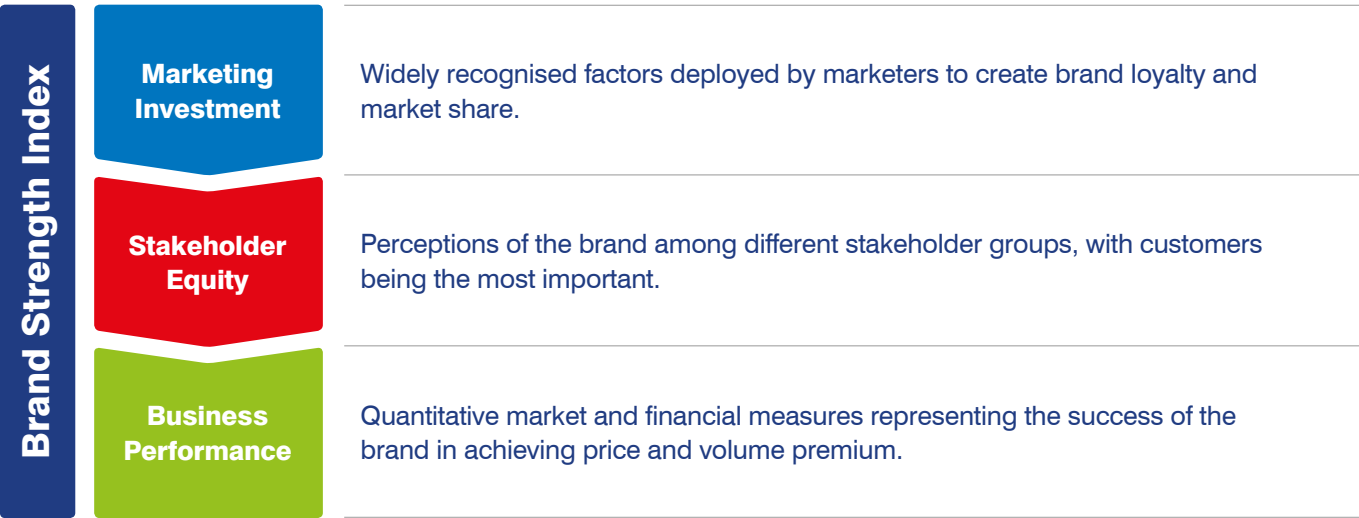 Brand Strength Index
Marketing
Investment
Widely recognised factors deployed by marketers to create brand loyalty and
market share.
Stakeholder
Equity
Perceptions of the brand among different stakeholder groups, with customers
being the most important.
Business
Performance
Quantitative market and financial measures representing the success of the
brand in achieving price and volume premium.